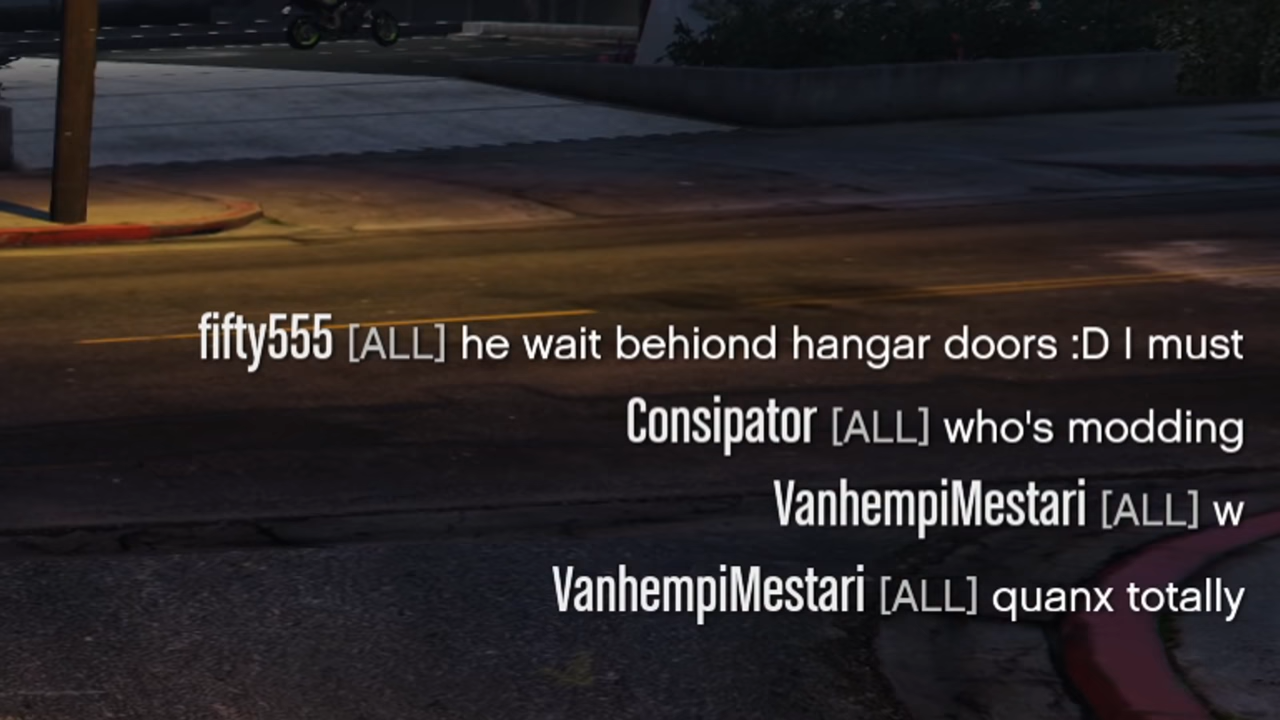 fifty555 [ALL] he wait behiond hangar doors :D I must
Consipator [ALL] who's modding
VanhempiMestari [ALL] w
VanhempiMestari [ALL] quanx totally